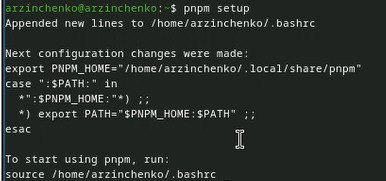 arzinchenko@arzinchenko:~$ pnpm setup
Appended new lines to /home/arzinchenko/.bashrc

Next configuration changes were made:
export PNPM_HOME="/home/arzinchenko/.local/share/pnpm"
case ":$PATH:" in
  *":$PNPM_HOME:"*) ;;
  *) export PATH="$PNPM_HOME:$PATH" ;;
esac

To start using pnpm, run:
source /home/arzinchenko/.bashrc